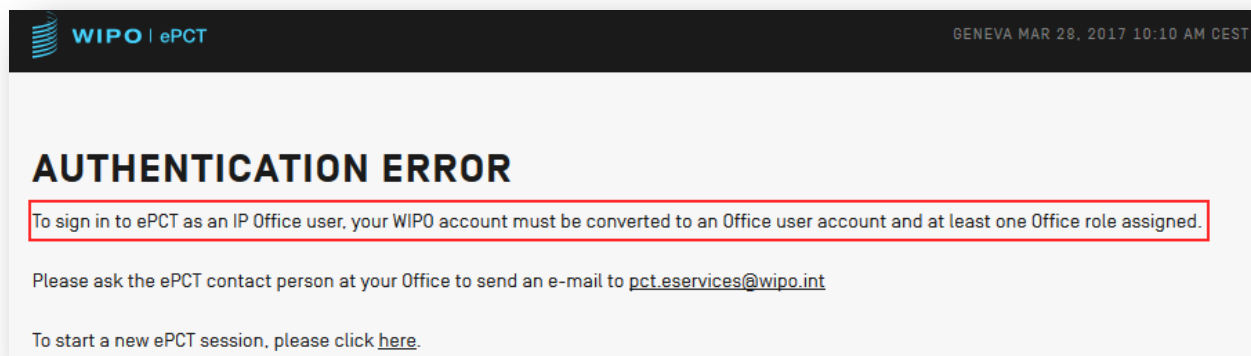 WIPO | ePCT
GENEVA MAR 28, 2017 10:10 AM CEST
AUTHENTICATION ERROR
To sign in to ePCT as an IP Office user, your WIPO account must be converted to an Office user account and at least one Office role assigned.
Please ask the ePCT contact person at your Office to send an e-mail to pct.eservices@wipo.int
To start a new ePCT session, please click here.